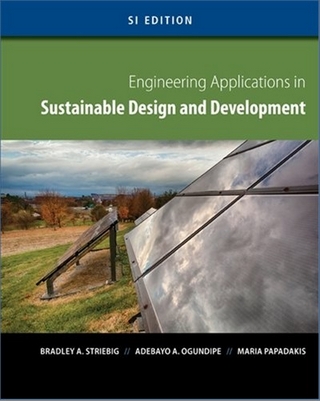 SI EDITION
Engineering Applications in
Sustainable Design and Development
BRADLEY A. STRIEBIG // ADEBAYO A. OGUNDIPE // MARIA PAPADAKIS